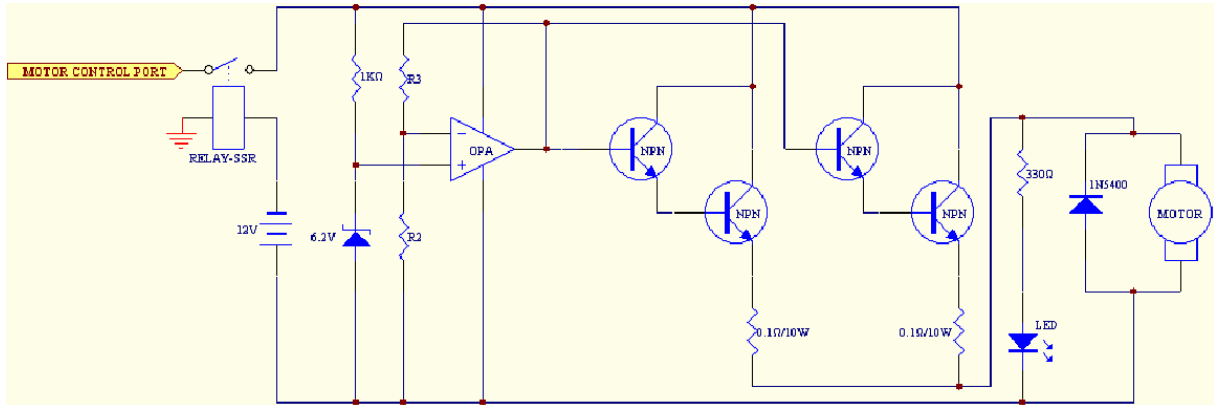 MOTOR CONTROL PORT
RELAY-SSR
12V
1KΩ
6.2V
R3
R2
OPA
NPN
NPN
0.1Ω/10W
NPN
NPN
0.1Ω/10W
330Ω
LED
1N5400
MOTOR